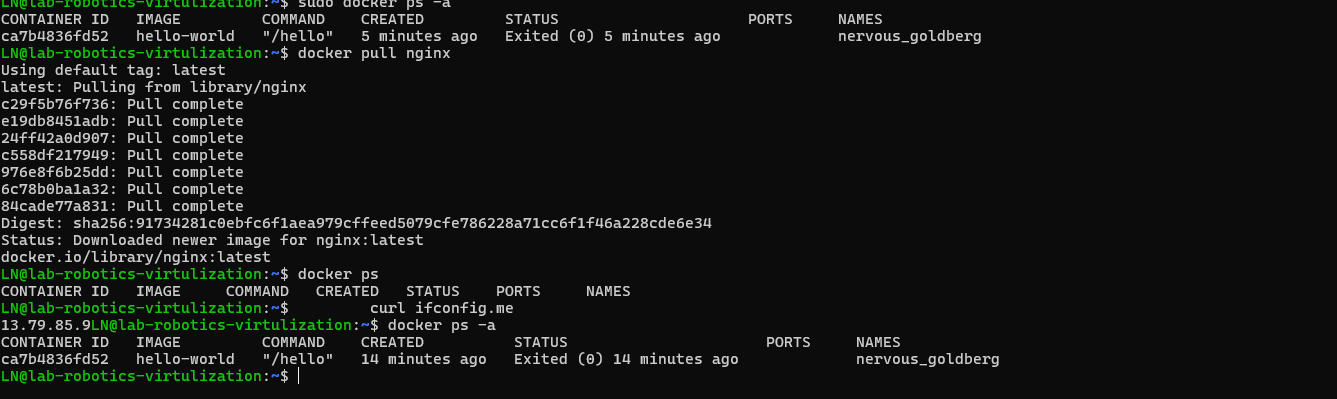 LN@lab-robotics-virtulization:~$ sudo docker ps -a
CONTAINER ID   IMAGE         COMMAND    CREATED         STATUS                     PORTS     NAMES
ca7b4836fd52   hello-world   "/hello"   5 minutes ago   Exited (0) 5 minutes ago             nervous_goldberg
LN@lab-robotics-virtulization:~$ docker pull nginx
Using default tag: latest
latest: Pulling from library/nginx
c29f5b76f736: Pull complete
e19db8451adb: Pull complete
24ff42a0d907: Pull complete
c558df217949: Pull complete
976e8f6b25dd: Pull complete
6c78b0ba1a32: Pull complete
84cade77a831: Pull complete
Digest: sha256:91734281c0ebfc6f1aea979cffeed5079cfe786228a71cc6f1f46a228cde6e34
Status: Downloaded newer image for nginx:latest
docker.io/library/nginx:latest
LN@lab-robotics-virtulization:~$ docker ps
CONTAINER ID   IMAGE     COMMAND   CREATED   STATUS    PORTS     NAMES
LN@lab-robotics-virtulization:~$         curl ifconfig.me
13.79.85.9LN@lab-robotics-virtulization:~$ docker ps -a
CONTAINER ID   IMAGE         COMMAND    CREATED          STATUS                      PORTS     NAMES
ca7b4836fd52   hello-world   "/hello"   14 minutes ago   Exited (0) 14 minutes ago             nervous_goldberg
LN@lab-robotics-virtulization:~$